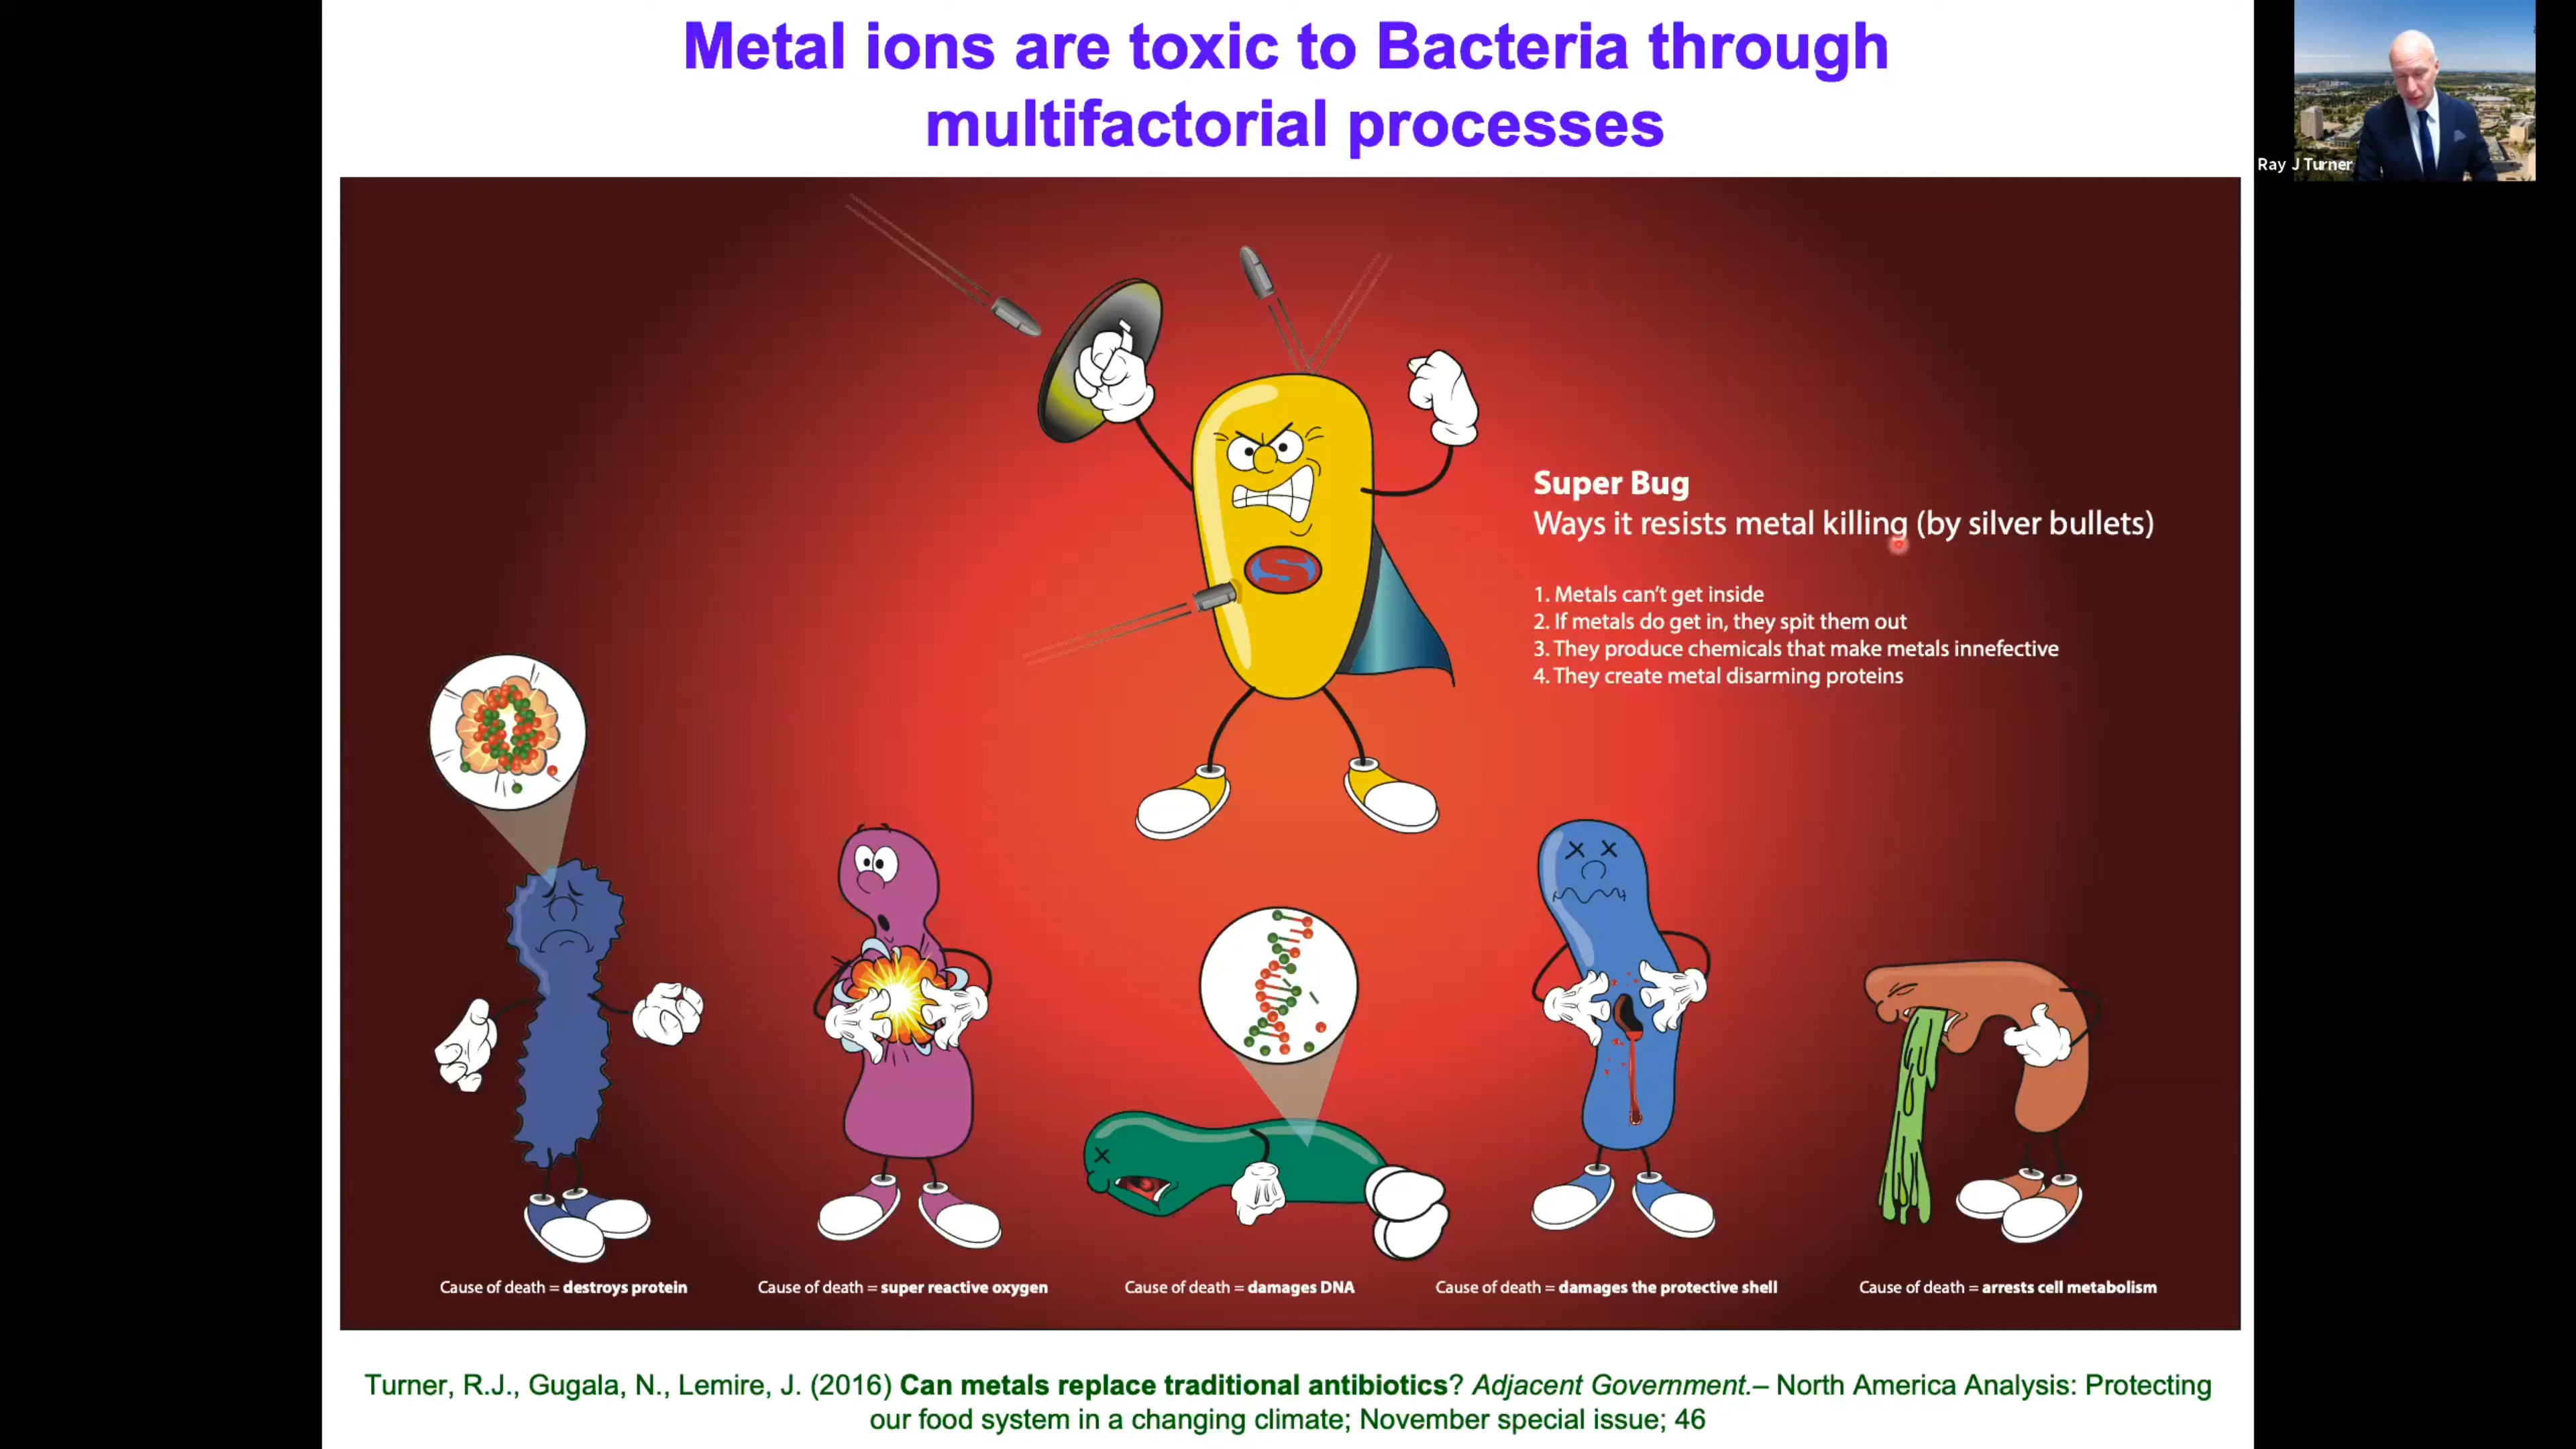 Metal ions are toxic to Bacteria through
multifactorial processes
Ray J Turner
Super Bug
Ways it resists metal killing (by silver bullets)
1. Metals can't get inside
2. If metals do get in, they spit them out
3. They produce chemicals that make metals innefective
4. They create metal disarming proteins
S
Cause of death = destroys protein
Cause of death = super reactive oxygen
Cause of death = damages DNA
Cause of death = damages the protective shell
Cause of death = arrests cell metabolism
Turner, R.J., Gugala, N., Lemire, J. (2016) Can metals replace traditional antibiotics? Adjacent Government.– North America Analysis: Protecting
our food system in a changing climate; November special issue; 46